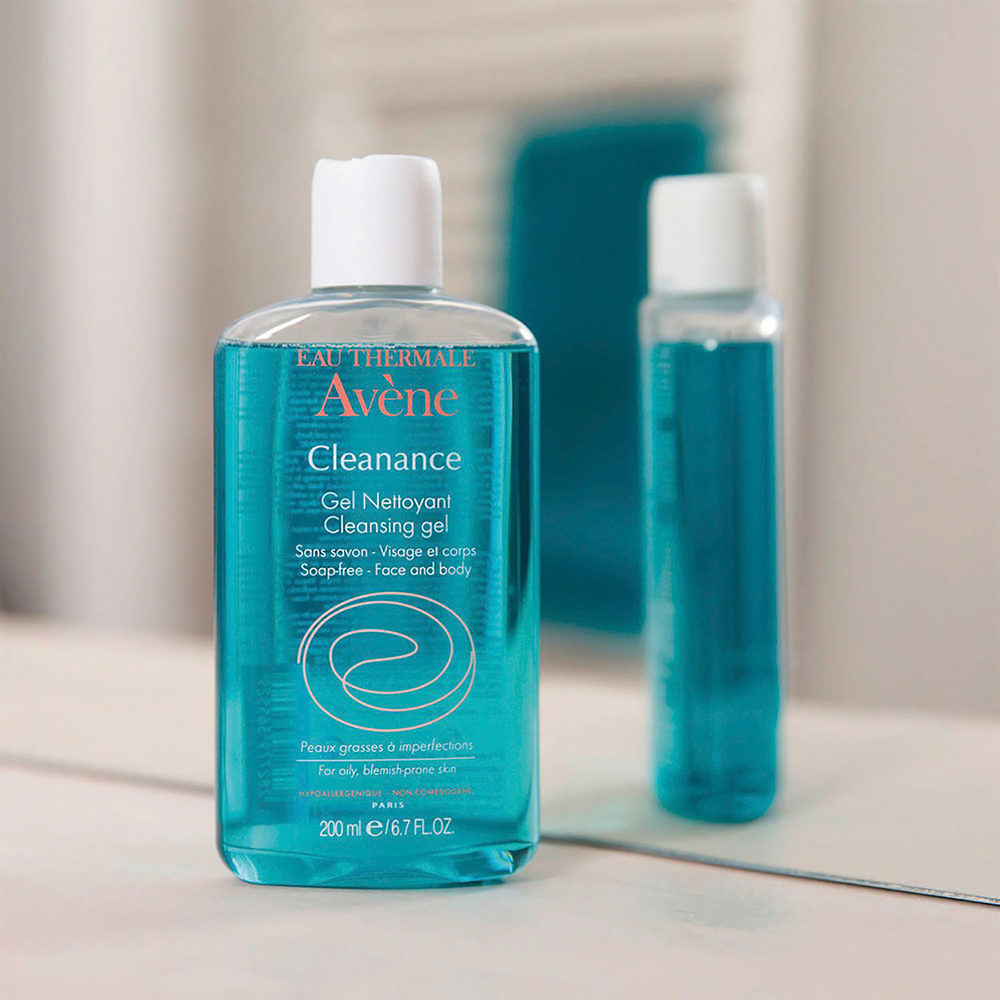 EAU THERMALE
Avène
Cleanance
Gel Nettoyant
Cleansing gel
Sans savon - Visage et corps
Soap-free - Face and body
Peaux grasses à imperfections
For oily, blemish-prone skin
HYPOALLERGENIQUE - NON COMEDOGENE
PARIS
200 ml e / 6.7 FL.OZ.